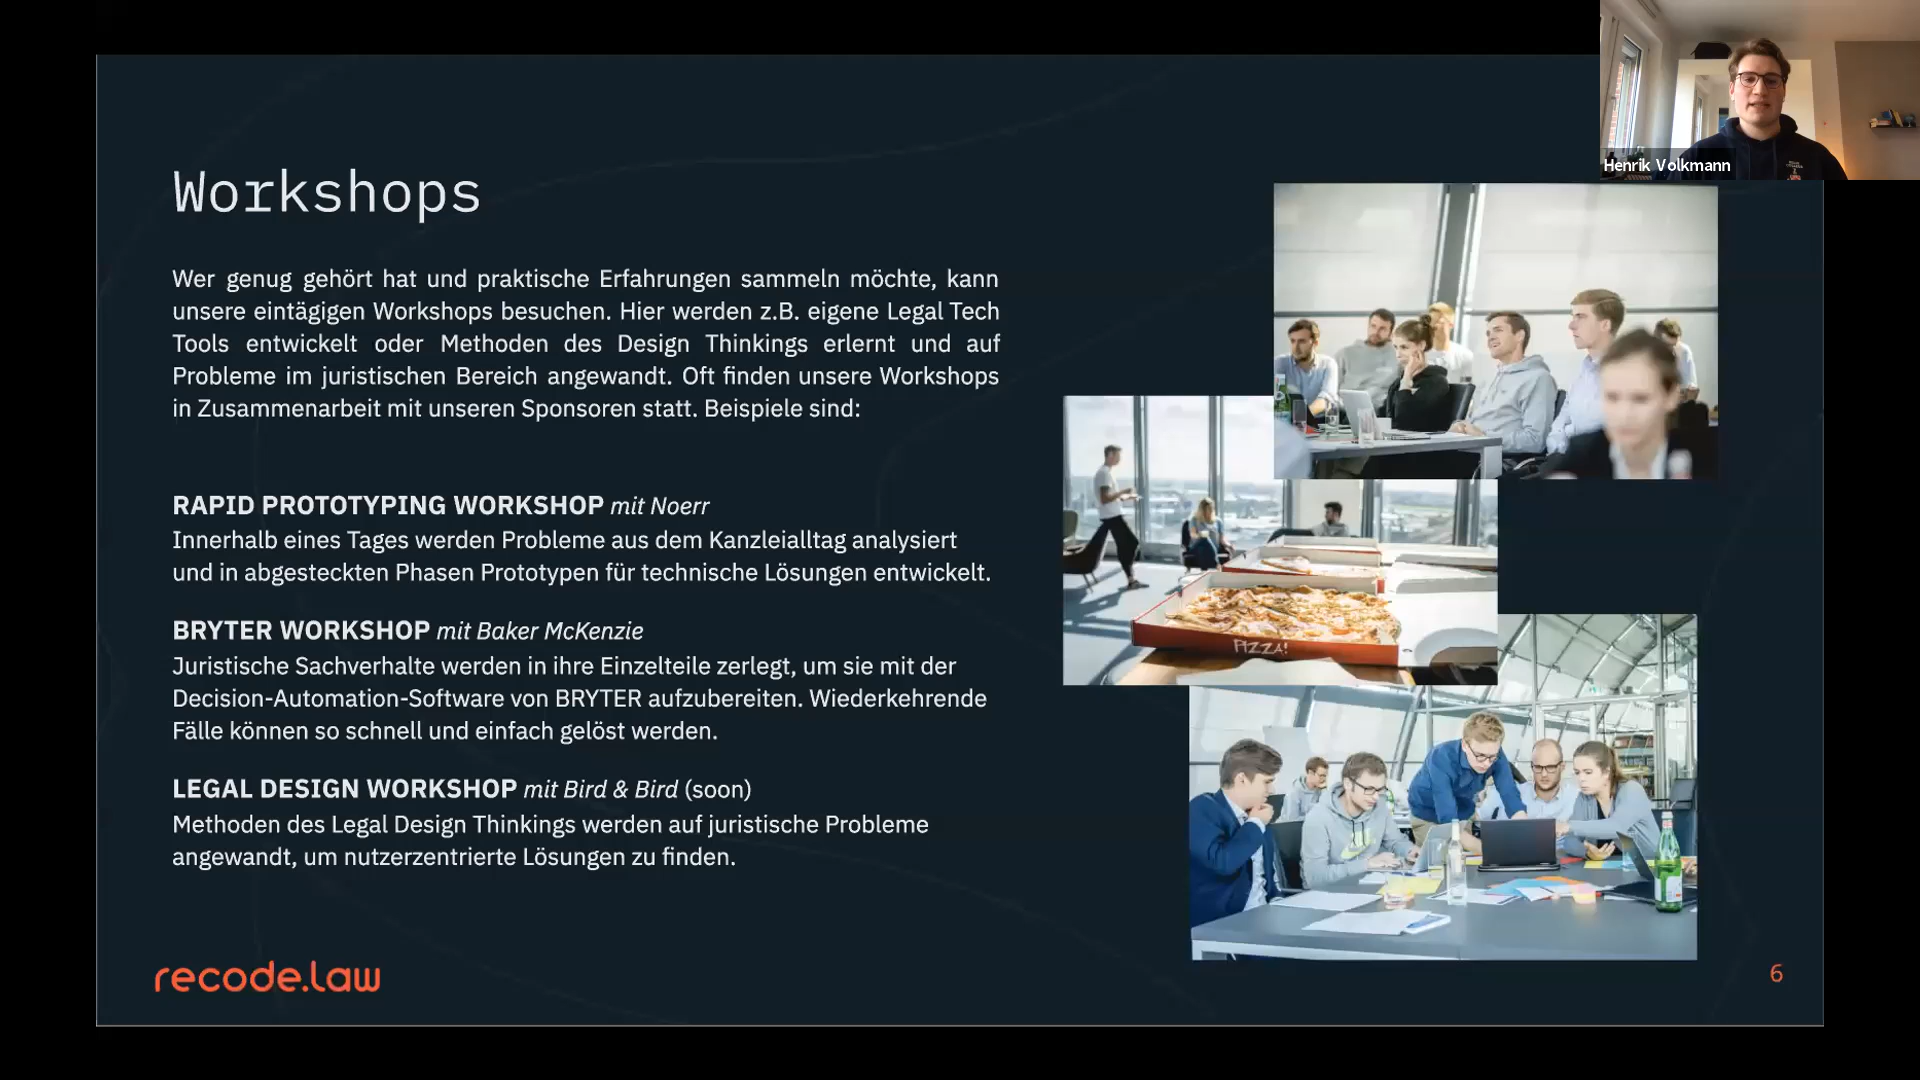 Henrik Volkmann
Workshops
Wer genug gehört hat und praktische Erfahrungen sammeln möchte, kann
unsere eintägigen Workshops besuchen. Hier werden z.B. eigene Legal Tech
Tools entwickelt oder Methoden des Design Thinkings erlernt und auf
Probleme im juristischen Bereich angewandt. Oft finden unsere Workshops
in Zusammenarbeit mit unseren Sponsoren statt. Beispiele sind:
RAPID PROTOTYPING WORKSHOP mit Noerr
Innerhalb eines Tages werden Probleme aus dem Kanzleialltag analysiert
und in abgesteckten Phasen Prototypen für technische Lösungen entwickelt.
BRYTER WORKSHOP mit Baker McKenzie
Juristische Sachverhalte werden in ihre Einzelteile zerlegt, um sie mit der
Decision-Automation-Software von BRYTER aufzubereiten. Wiederkehrende
Fälle können so schnell und einfach gelöst werden.
LEGAL DESIGN WORKSHOP mit Bird & Bird (soon)
Methoden des Legal Design Thinkings werden auf juristische Probleme
angewandt, um nutzerzentrierte Lösungen zu finden.
PIZZA!
recode.law
6